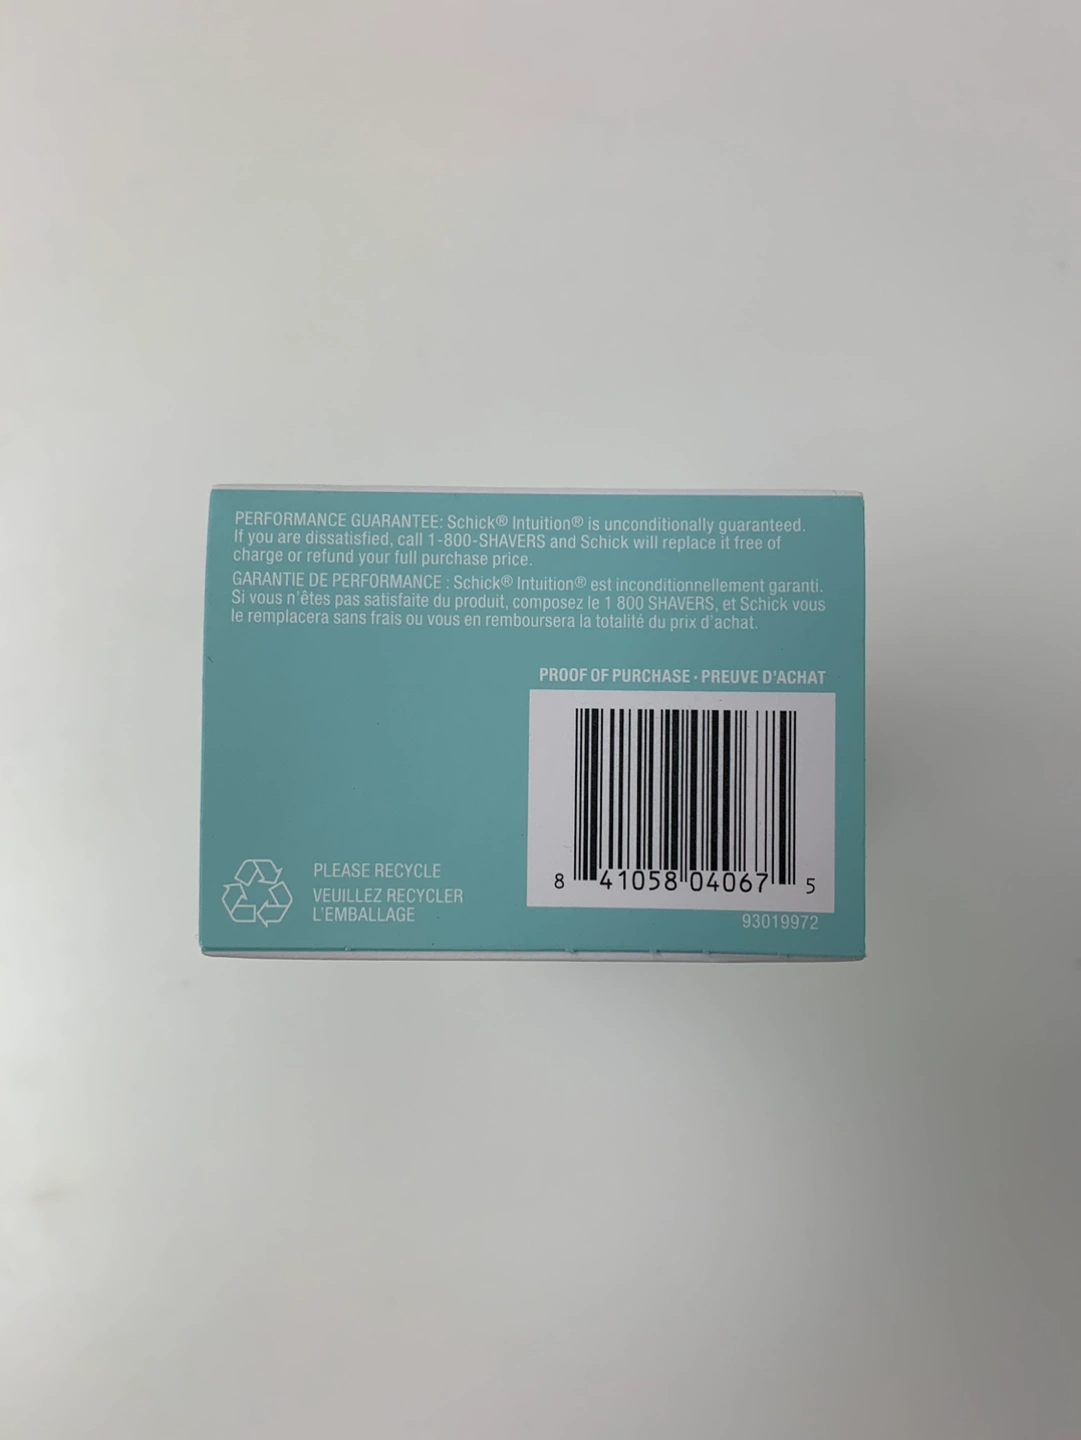 PERFORMANCE GUARANTEE: Schick® Intuition® is unconditionally guaranteed.
If you are dissatisfied, call 1-800-SHAVERS and Schick will replace it free of
charge or refund your full purchase price.
GARANTIE DE PERFORMANCE : Schick® Intuition® est inconditionnellement garanti.
Si vous n'êtes pas satisfaite du produit, composez le 1 800 SHAVERS, et Schick vous
le remplacera sans frais ou vous en remboursera la totalité du prix d'achat.
PROOF OF PURCHASE · PREUVE D'ACHAT
8 41058 04067 5
93019972
PLEASE RECYCLE
VEUILLEZ RECYCLER
L'EMBALLAGE